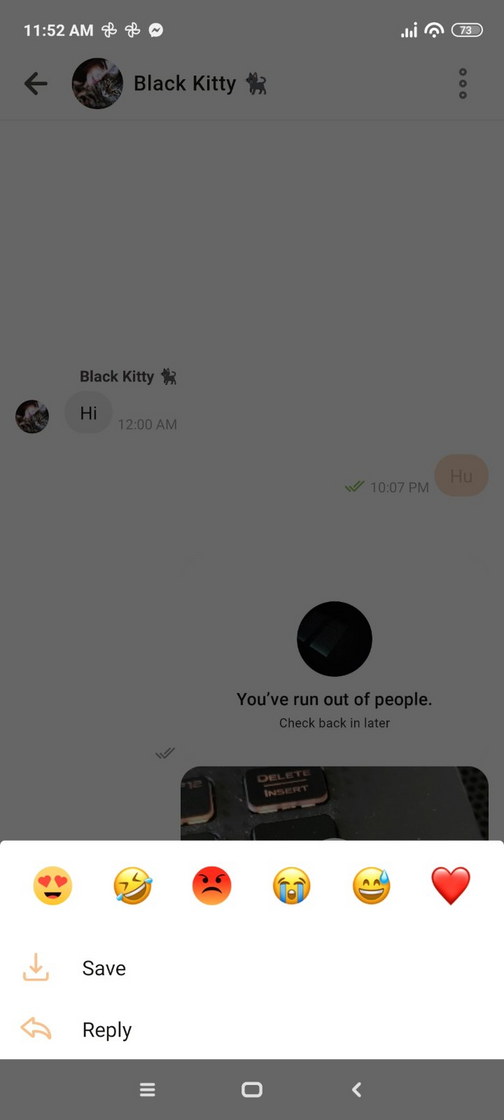 11:52 AM
73
Black Kitty 🐈‍⬛
Black Kitty 🐈‍⬛
Hi
12:00 AM
10:07 PM
Hu
You've run out of people.
Check back in later
F12
DELETE
INSERT
Save
Reply